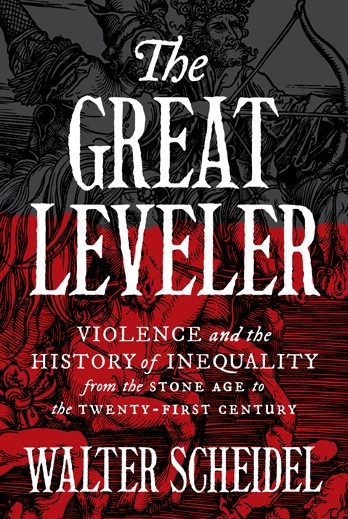 The
GREAT
LEVELER
VIOLENCE and the
HISTORY of INEQUALITY
from the STONE AGE to
the TWENTY-FIRST CENTURY
WALTER SCHEIDEL